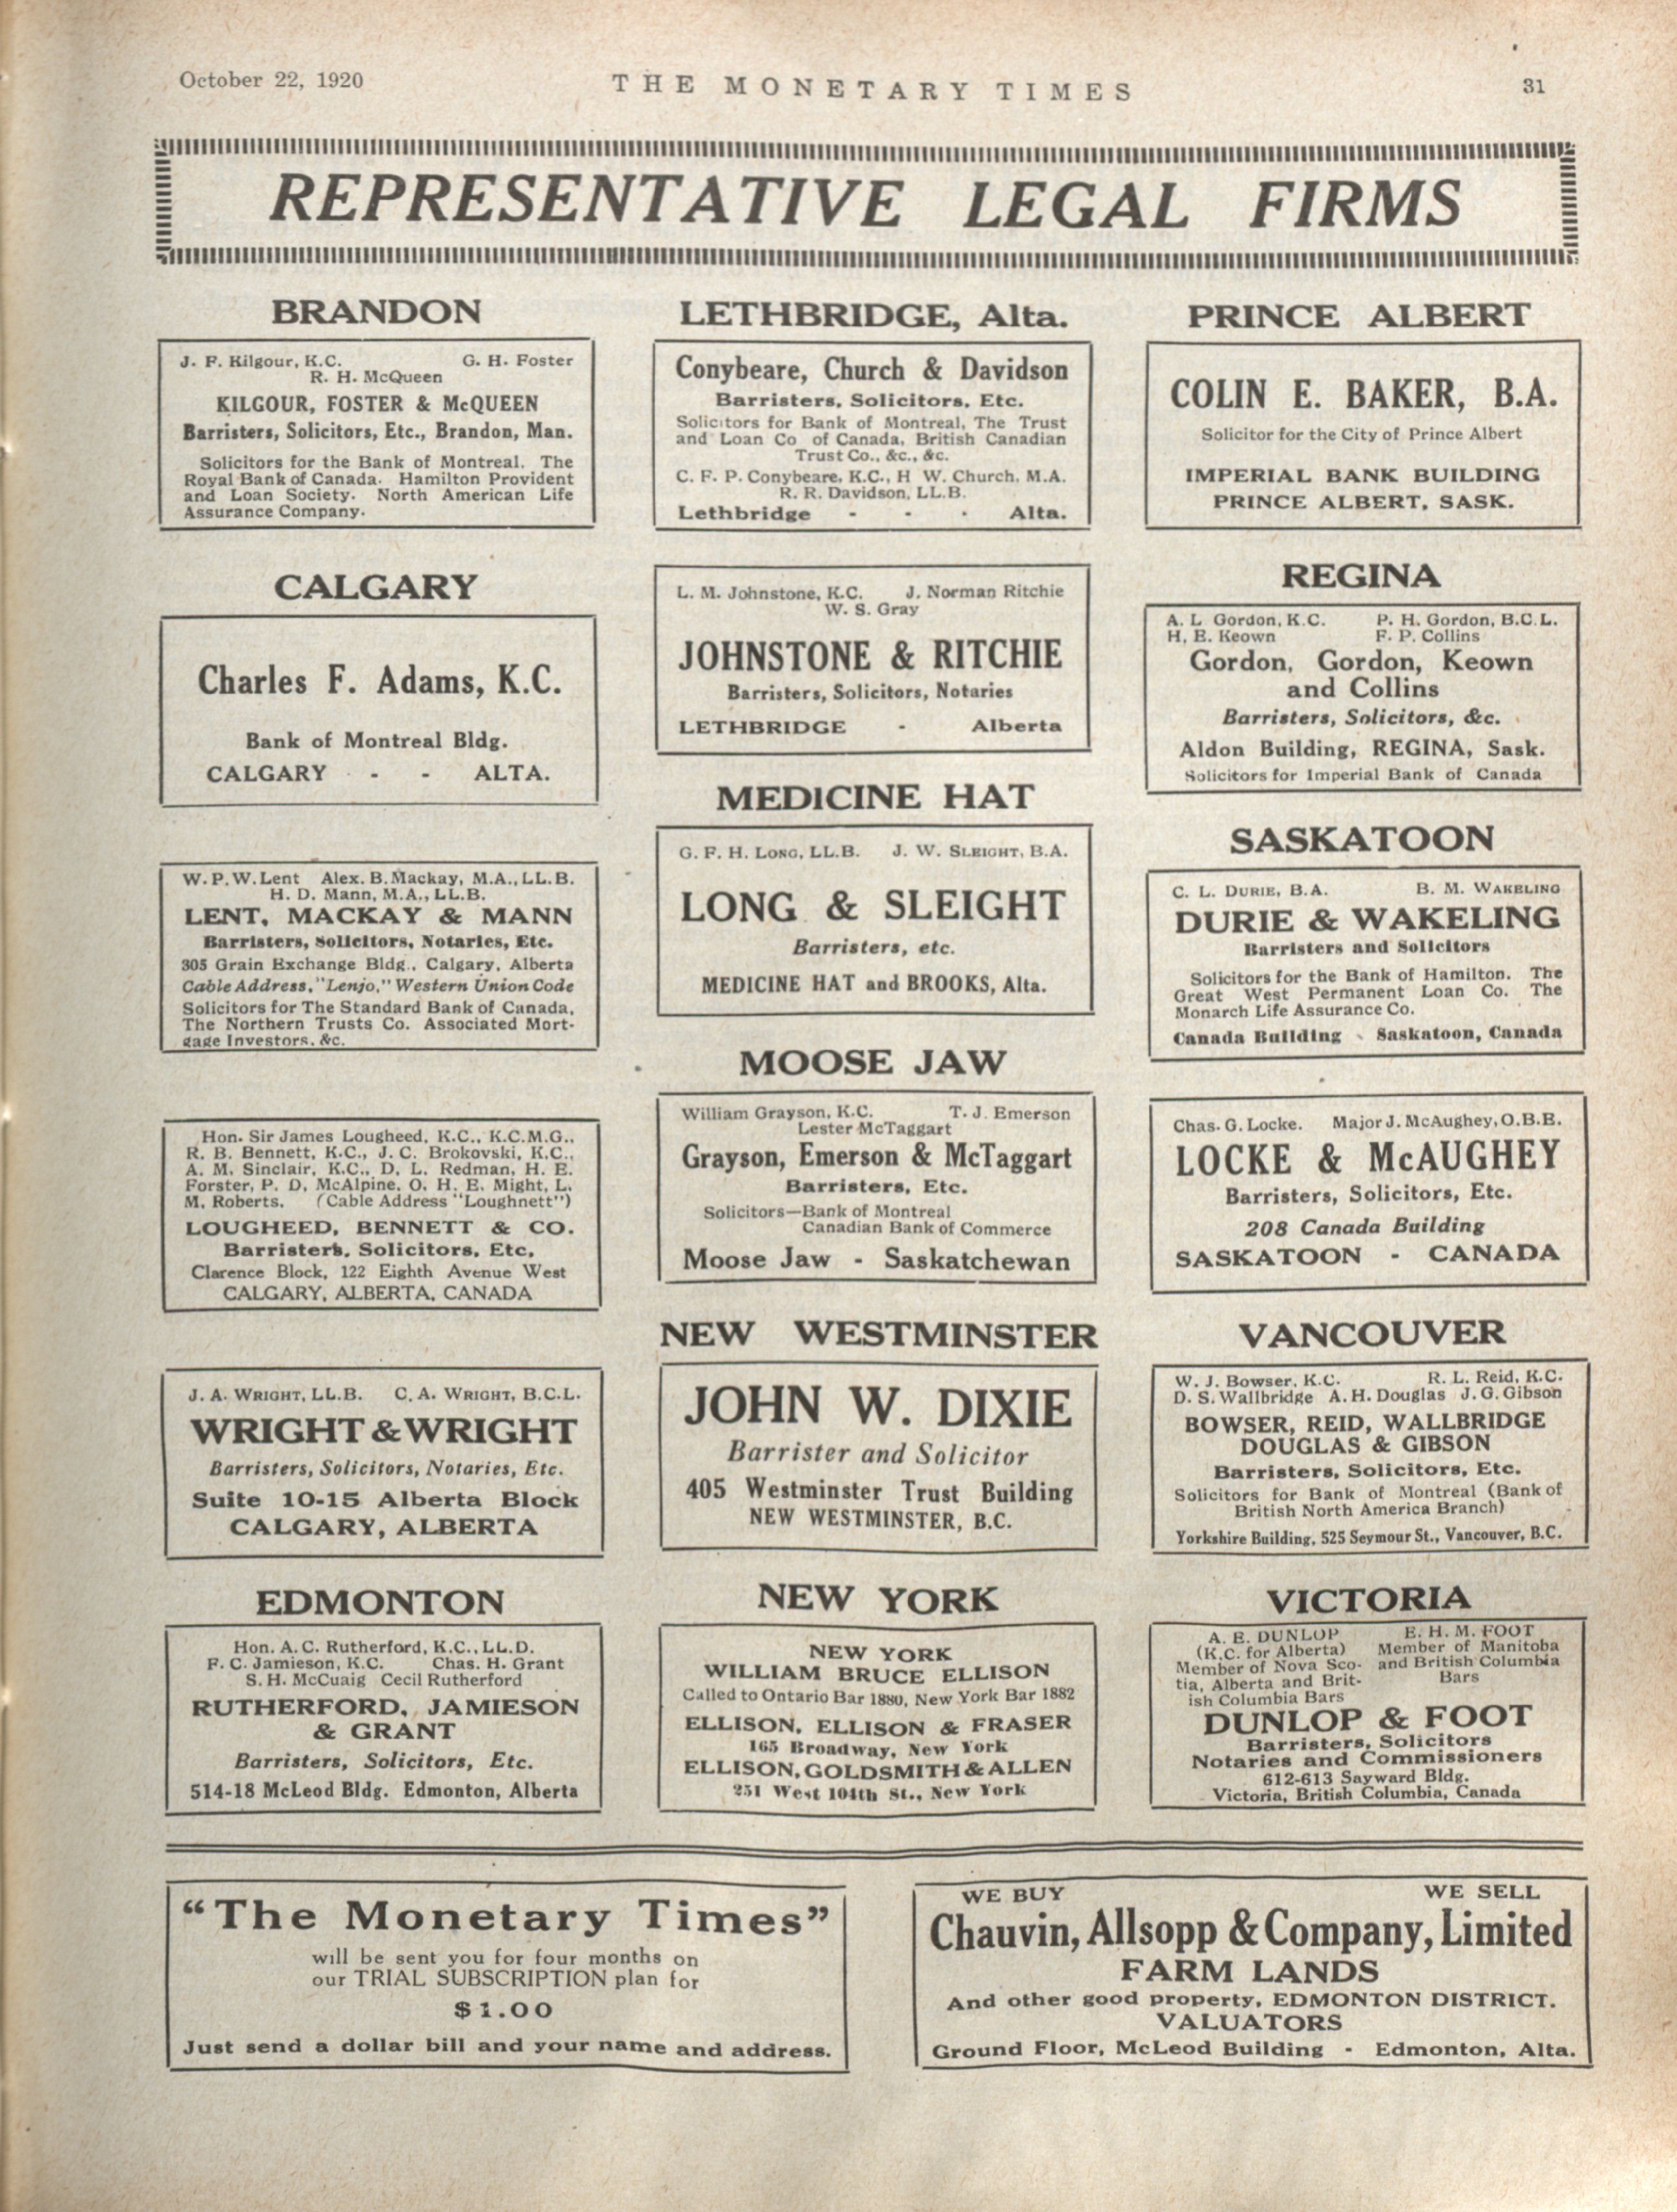 October 22, 1920
THE MONETARY TIMES
31
REPRESENTATIVE LEGAL FIRMS
BRANDON
J. F. Kilgour, K.C. G. H. Foster
R. H. McQueen
KILGOUR, FOSTER & McQUEEN
Barristers, Solicitors, Etc., Brandon, Man.
Solicitors for the Bank of Montreal. The
Royal Bank of Canada. Hamilton Provident
and Loan Society. North American Life
Assurance Company.
CALGARY
Charles F. Adams, K.C.
Bank of Montreal Bldg.
CALGARY - - ALTA.
W. P. W. Lent Alex. B. Mackay, M.A., LL.B.
H. D. Mann, M.A., LL.B.
LENT, MACKAY & MANN
Barristers, Solicitors, Notaries, Etc.
305 Grain Exchange Bldg., Calgary, Alberta
Cable Address, "Lenjo," Western Union Code
Solicitors for The Standard Bank of Canada,
The Northern Trusts Co. Associated Mort-
gage Investors, &c.
Hon. Sir James Lougheed, K.C., K.C.M.G.,
R. B. Bennett, K.C., J. C. Brokovski, K.C.,
A. M. Sinclair, K.C., D. L. Redman, H. E.
Forster, P. D. McAlpine, O. H. E. Might, L.
M. Roberts. (Cable Address "Loughnett")
LOUGHEED, BENNETT & CO.
Barristers, Solicitors, Etc,
Clarence Block, 122 Eighth Avenue West
CALGARY, ALBERTA, CANADA
J. A. WRIGHT, LL.B. C. A. WRIGHT, B.C.L.
WRIGHT & WRIGHT
Barristers, Solicitors, Notaries, Etc.
Suite 10-15 Alberta Block
CALGARY, ALBERTA
EDMONTON
Hon. A. C. Rutherford, K.C., LL.D.
F. C. Jamieson, K.C. Chas. H. Grant
S. H. McCuaig Cecil Rutherford
RUTHERFORD, JAMIESON
& GRANT
Barristers, Solicitors, Etc.
514-18 McLeod Bldg. Edmonton, Alberta
LETHBRIDGE, Alta.
Conybeare, Church & Davidson
Barristers, Solicitors, Etc.
Solicitors for Bank of Montreal, The Trust
and Loan Co of Canada, British Canadian
Trust Co., &c., &c.
C. F. P. Conybeare, K.C., H W. Church, M.A.
R. R. Davidson, LL.B.
Lethbridge - - - Alta.
L. M. Johnstone, K.C. J. Norman Ritchie
W. S. Gray
JOHNSTONE & RITCHIE
Barristers, Solicitors, Notaries
LETHBRIDGE - Alberta
MEDICINE HAT
G. F. H. LONG, LL.B. J. W. SLEIGHT, B.A.
LONG & SLEIGHT
Barristers, etc.
MEDICINE HAT and BROOKS, Alta.
MOOSE JAW
William Grayson, K.C. T. J. Emerson
Lester McTaggart
Grayson, Emerson & McTaggart
Barristers, Etc.
Solicitors—Bank of Montreal
Canadian Bank of Commerce
Moose Jaw - Saskatchewan
NEW WESTMINSTER
JOHN W. DIXIE
Barrister and Solicitor
405 Westminster Trust Building
NEW WESTMINSTER, B.C.
NEW YORK
NEW YORK
WILLIAM BRUCE ELLISON
Called to Ontario Bar 1880, New York Bar 1882
ELLISON, ELLISON & FRASER
165 Broadway, New York
ELLISON, GOLDSMITH & ALLEN
251 West 104th St., New York
PRINCE ALBERT
COLIN E. BAKER, B.A.
Solicitor for the City of Prince Albert
IMPERIAL BANK BUILDING
PRINCE ALBERT, SASK.
REGINA
A. L Gordon, K.C. P. H. Gordon, B.C.L.
H. E. Keown F. P. Collins
Gordon, Gordon, Keown
and Collins
Barristers, Solicitors, &c.
Aldon Building, REGINA, Sask.
Solicitors for Imperial Bank of Canada
SASKATOON
C. L. DURIE, B.A. B. M. WAKELING
DURIE & WAKELING
Barristers and Solicitors
Solicitors for the Bank of Hamilton. The
Great West Permanent Loan Co. The
Monarch Life Assurance Co.
Canada Building - Saskatoon, Canada
Chas. G. Locke. Major J. McAughey, O.B.E.
LOCKE & McAUGHEY
Barristers, Solicitors, Etc.
208 Canada Building
SASKATOON - CANADA
VANCOUVER
W. J. Bowser, K.C. R. L. Reid, K.C.
D. S. Wallbridge A. H. Douglas J. G. Gibson
BOWSER, REID, WALLBRIDGE
DOUGLAS & GIBSON
Barristers, Solicitors, Etc.
Solicitors for Bank of Montreal (Bank of
British North America Branch)
Yorkshire Building, 525 Seymour St., Vancouver, B.C.
VICTORIA
A. E. DUNLOP E. H. M. FOOT
(K.C. for Alberta) Member of Manitoba
Member of Nova Sco- and British Columbia
tia, Alberta and Brit- Bars
ish Columbia Bars
DUNLOP & FOOT
Barristers, Solicitors
Notaries and Commissioners
612-613 Sayward Bldg.
Victoria, British Columbia, Canada
"The Monetary Times"
will be sent you for four months on
our TRIAL SUBSCRIPTION plan for
$1.00
Just send a dollar bill and your name and address.
WE BUY WE SELL
Chauvin, Allsopp & Company, Limited
FARM LANDS
And other good property, EDMONTON DISTRICT.
VALUATORS
Ground Floor, McLeod Building - Edmonton, Alta.